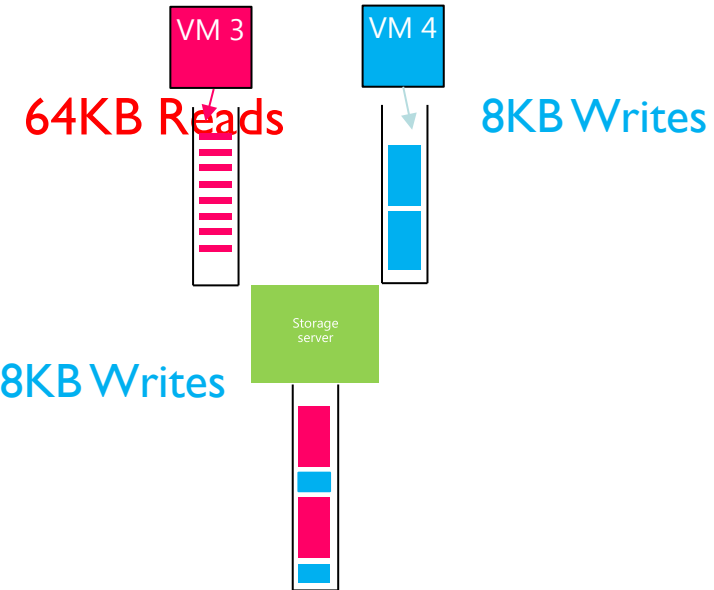 VM 3
VM 4
64KB Reads
8KB Writes
Storage
server
8KB Writes